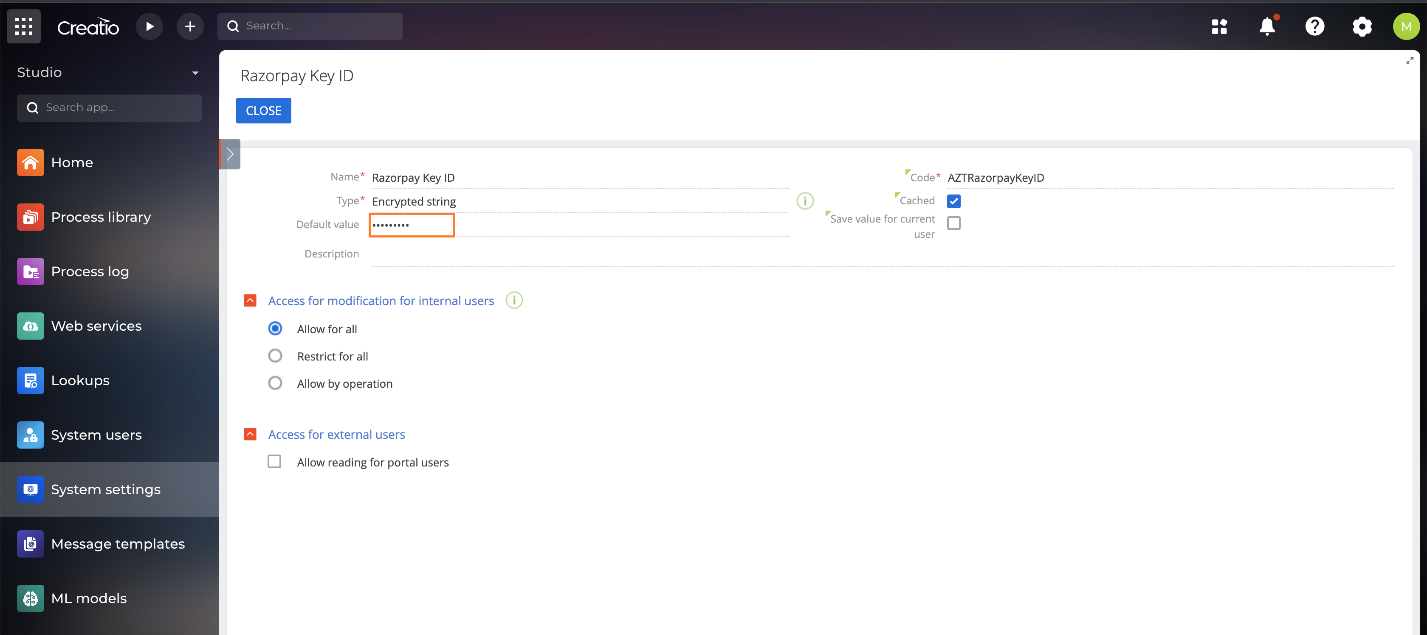 Creatio
Search...
M
Studio
Search app...
Home
Process library
Process log
Web services
Lookups
System users
System settings
Message templates
ML models
Razorpay Key ID
CLOSE
Name* Razorpay Key ID
Code* AZTRazorpayKeyID
Type* Encrypted string
Cached
Default value •••••••••
Save value for current
user
Description
Access for modification for internal users
Allow for all
Restrict for all
Allow by operation
Access for external users
Allow reading for portal users